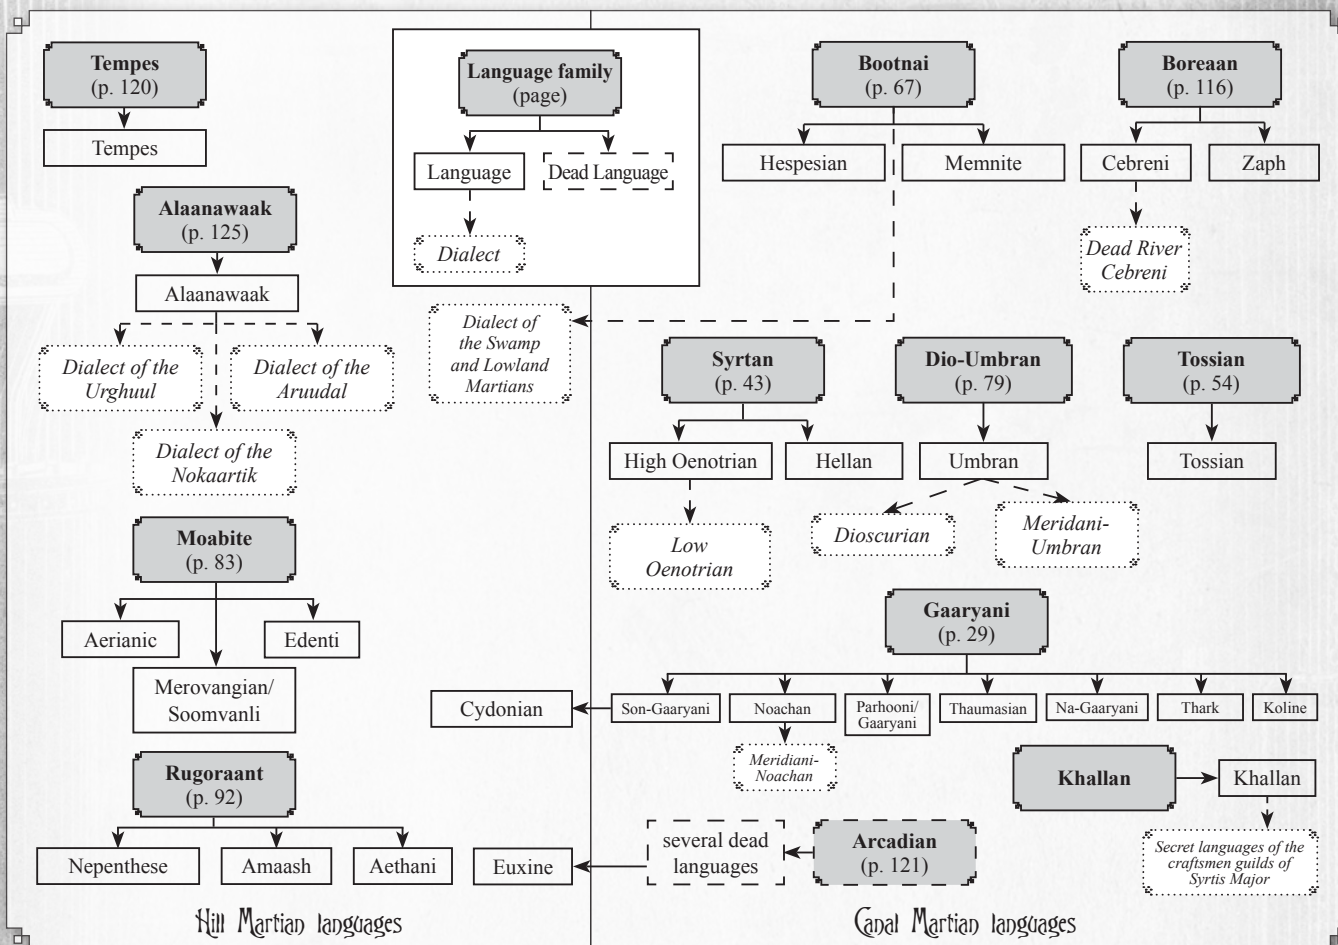 Tempes
(p. 120)
Tempes
Alaanawaak
(p. 125)
Alaanawaak
Dialect of the
Urghuul
Dialect of the
Aruudal
Dialect of the
Nokaartik
Moabite
(p. 83)
Aerianic
Edenti
Merovangian/
Soomvanli
Rugoraant
(p. 92)
Nepenthese
Amaash
Aethani
Hill Martian languages
Language family
(page)
Language
Dead Language
Dialect
Dialect of
the Swamp
and Lowland
Martians
Cydonian
Euxine
Bootnai
(p. 67)
Hespesian
Memnite
Boreaan
(p. 116)
Cebreni
Zaph
Dead River
Cebreni
Syrtan
(p. 43)
High Oenotrian
Hellan
Low
Oenotrian
Dio-Umbran
(p. 79)
Umbran
Dioscurian
Meridani-
Umbran
Tossian
(p. 54)
Tossian
Gaaryani
(p. 29)
Son-Gaaryani
Noachan
Parhooni/
Gaaryani
Thaumasian
Na-Gaaryani
Thark
Koline
Meridiani-
Noachan
Khallan
Khallan
Secret languages of the
craftsmen guilds of
Syrtis Major
several dead
languages
Arcadian
(p. 121)
Canal Martian languages